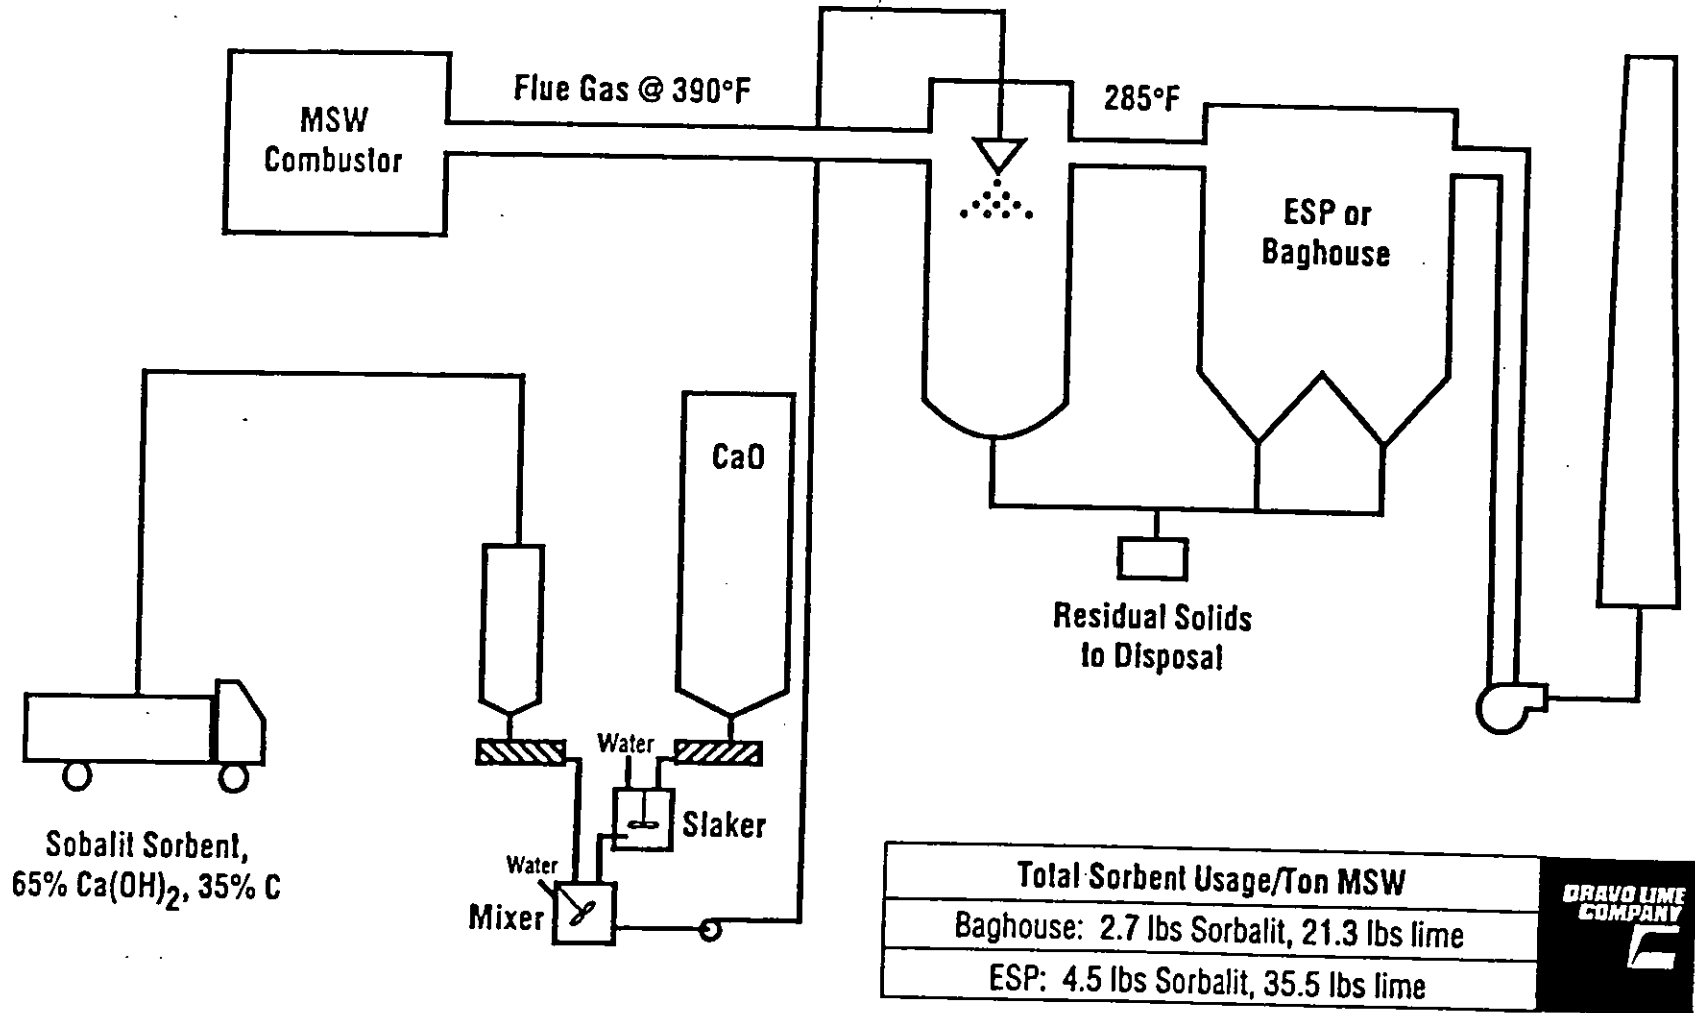 Flue Gas @ 390°F
285°F
MSW
Combustor
ESP or
Baghouse
CaO
Residual Solids
to Disposal
Water
Slaker
Sobalit Sorbent,
65% Ca(OH)2, 35% C
Water
Mixer
Total Sorbent Usage/Ton MSW
Baghouse: 2.7 lbs Sorbalit, 21.3 lbs lime
ESP: 4.5 lbs Sorbalit, 35.5 lbs lime
DRAVO LIME
COMPANY